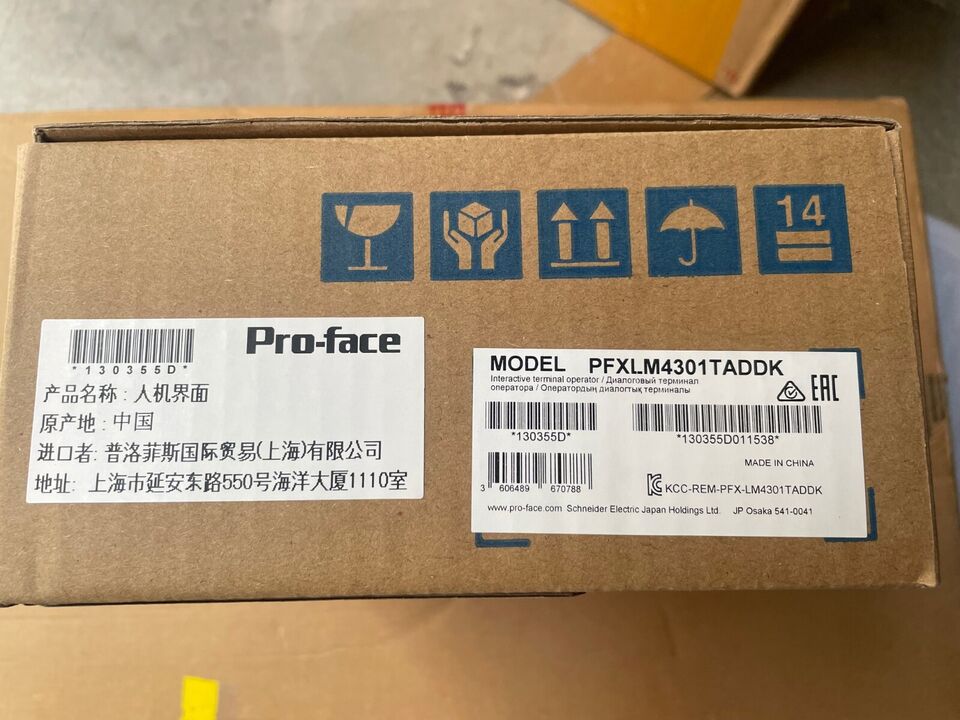 14
Pro-face
*130355D*
产品名称：人机界面
原产地：中国
进口者：普洛菲斯国际贸易(上海)有限公司
地址：上海市延安东路550号海洋大厦1110室
MODEL PFXLM4301TADDK
Interactive terminal operator / Диалоговый терминал
оператора / Оператордың диалогтық терминалы
EAC
*130355D*
*130355D011538*
MADE IN CHINA
3 606489 670788
KCC-REM-PFX-LM4301TADDK
www.pro-face.com Schneider Electric Japan Holdings Ltd. JP Osaka 541-0041